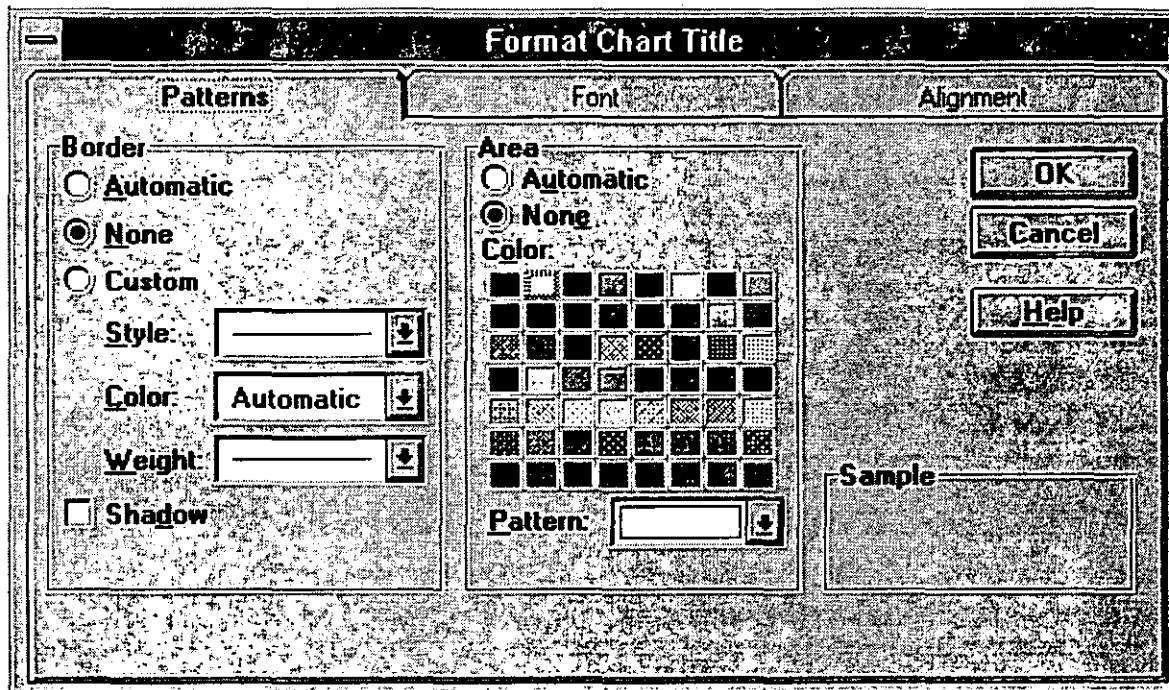 Format Chart Title
Patterns
Font
Alignment
Border
Automatic
None
Custom
Style:
Color:
Automatic
Weight:
Shadow
Area
Automatic
None
Color:
Pattern:
OK
Cancel
Help
Sample